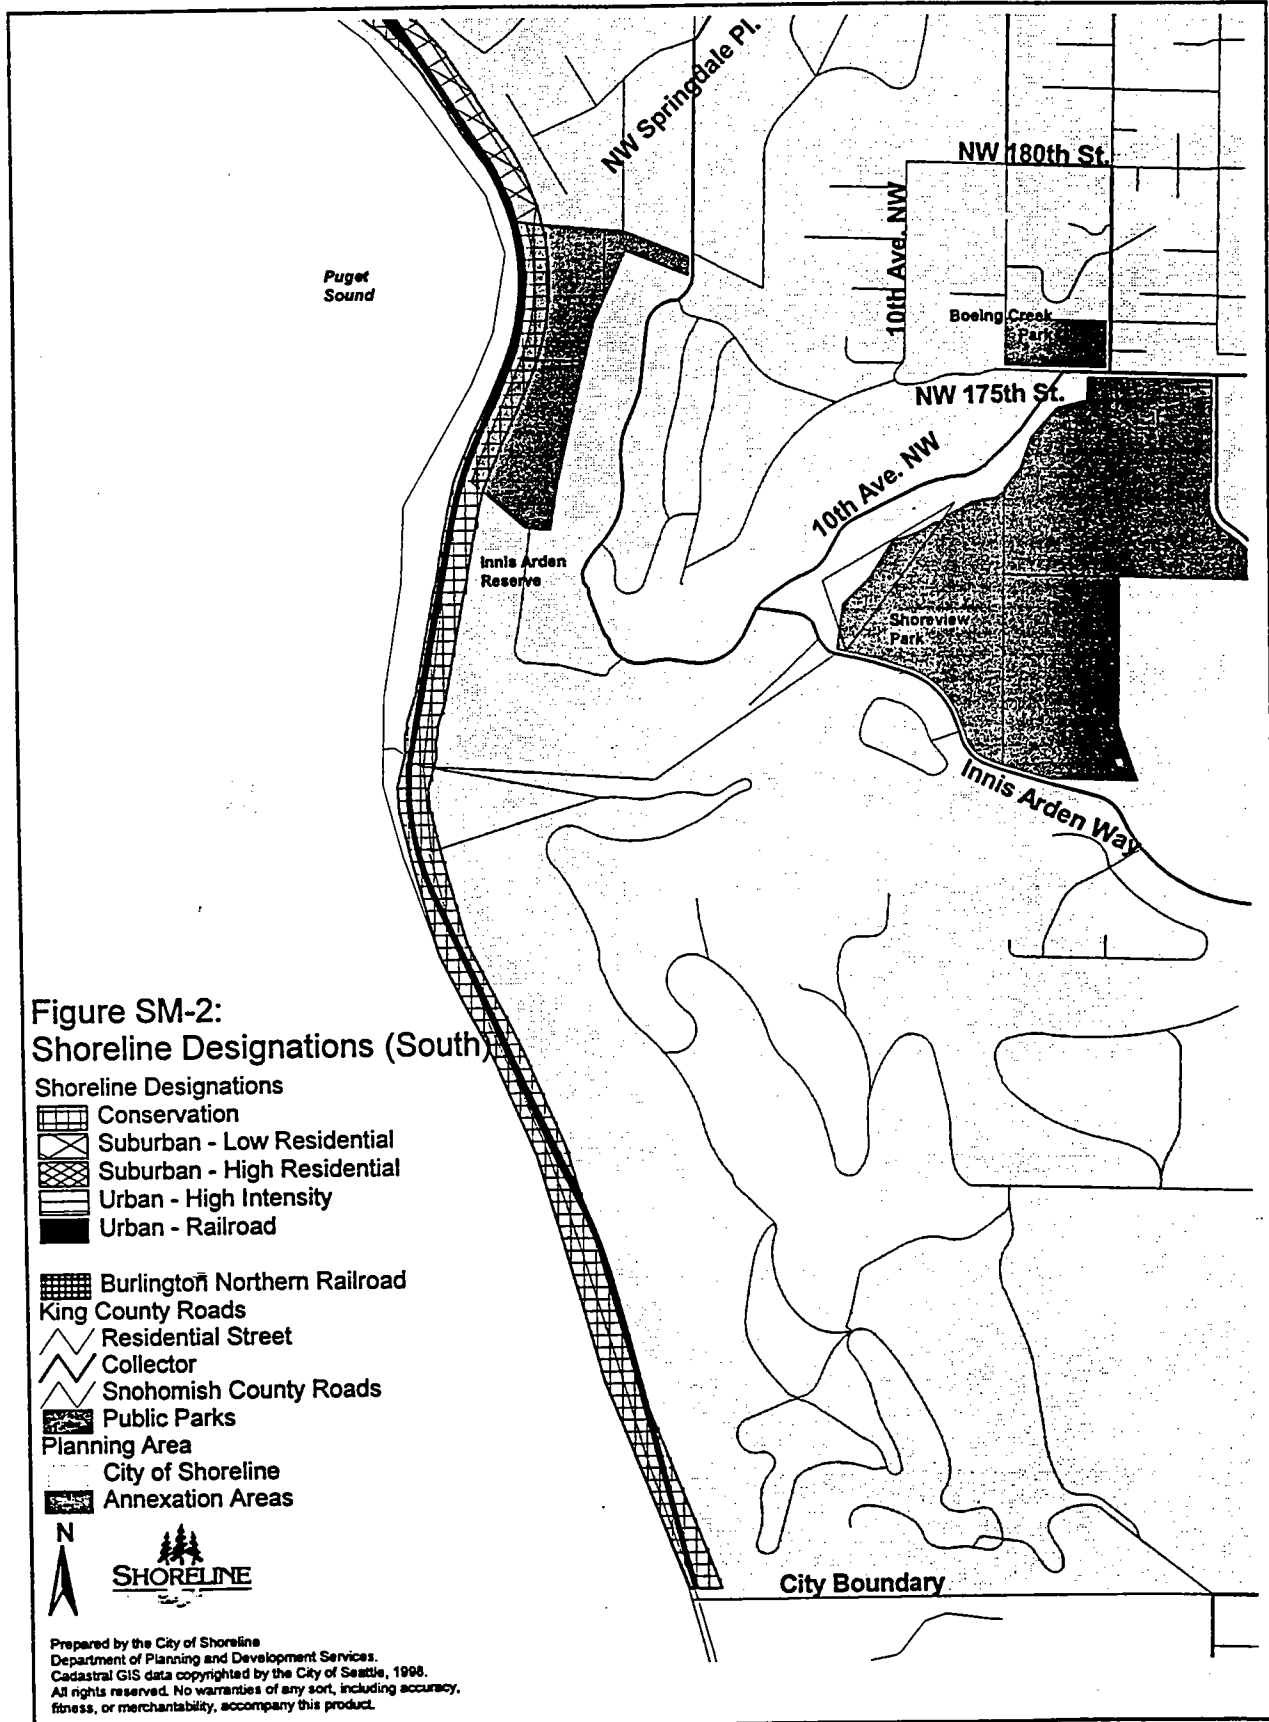 NW Springdale Pl.
NW 180th St.
10th Ave. NW
Puget
Sound
Boeing Creek
Park
NW 175th St.
10th Ave. NW
Innis Arden
Reserve
Shoreview
Park
Innis Arden Way
Figure SM-2:
Shoreline Designations (South)
Shoreline Designations
Conservation
Suburban - Low Residential
Suburban - High Residential
Urban - High Intensity
Urban - Railroad
Burlington Northern Railroad
King County Roads
Residential Street
Collector
Snohomish County Roads
Public Parks
Planning Area
City of Shoreline
Annexation Areas
N
SHORELINE
City Boundary
Prepared by the City of Shoreline
Department of Planning and Development Services.
Cadastral GIS data copyrighted by the City of Seattle, 1998.
All rights reserved. No warranties of any sort, including accuracy,
fitness, or merchantability, accompany this product.